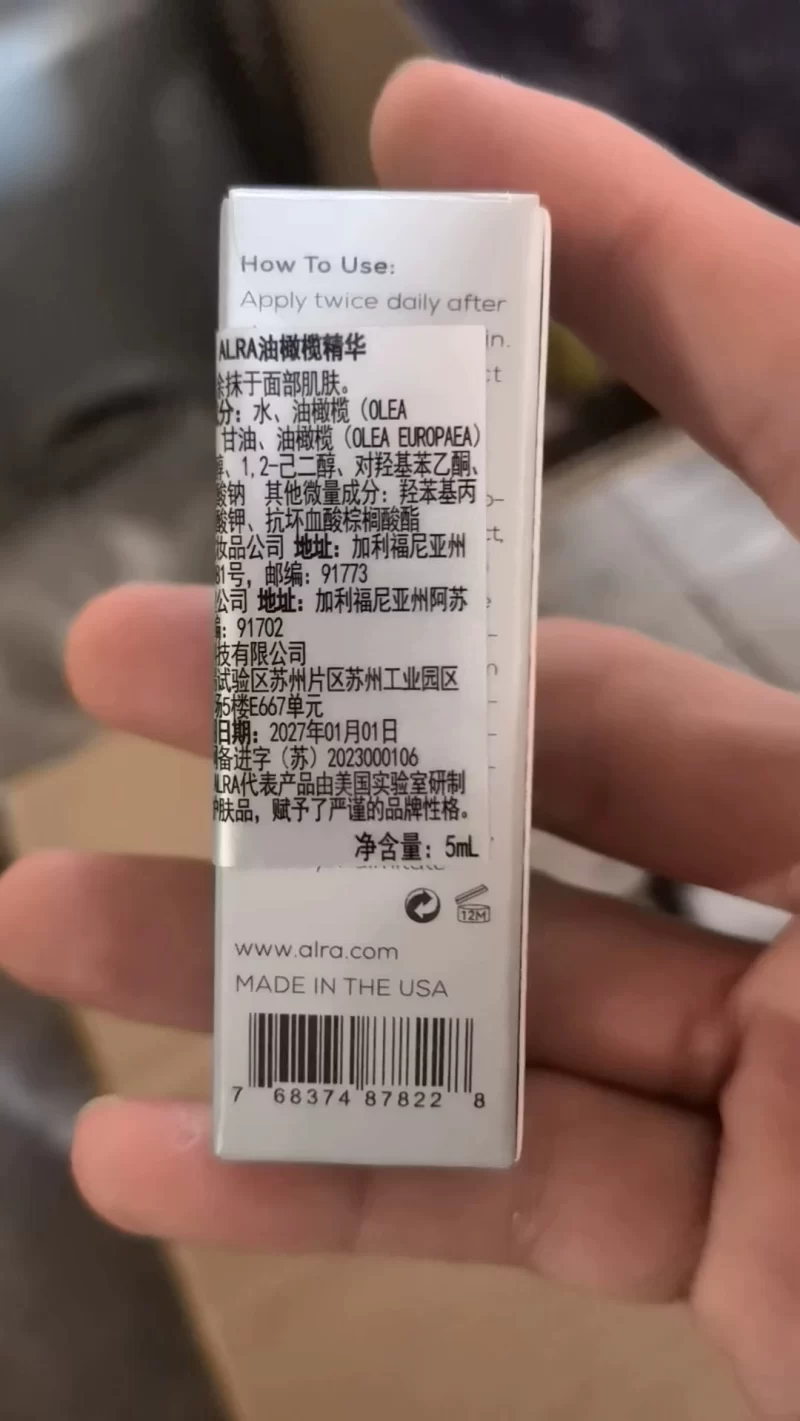 How To Use:
Apply twice daily after
in.
ct
ALRA油橄榄精华
涂抹于面部肌肤。
分：水、油橄榄（OLEA
甘油、油橄榄（OLEA EUROPAEA）
醇、1,2-己二醇、对羟基苯乙酮、
酸钠 其他微量成分：羟苯基丙
酸钾、抗坏血酸棕榈酸酯
妆品公司 地址：加利福尼亚州
81号，邮编：91773
公司 地址：加利福尼亚州阿苏
编：91702
技有限公司
试验区苏州片区苏州工业园区
场5楼E667单元
日期：2027年01月01日
备进字（苏）2023000106
ALRA代表产品由美国实验室研制
护肤品，赋予了严谨的品牌性格。
净含量：5mL
12M
www.alra.com
MADE IN THE USA
7 68374 87822 8